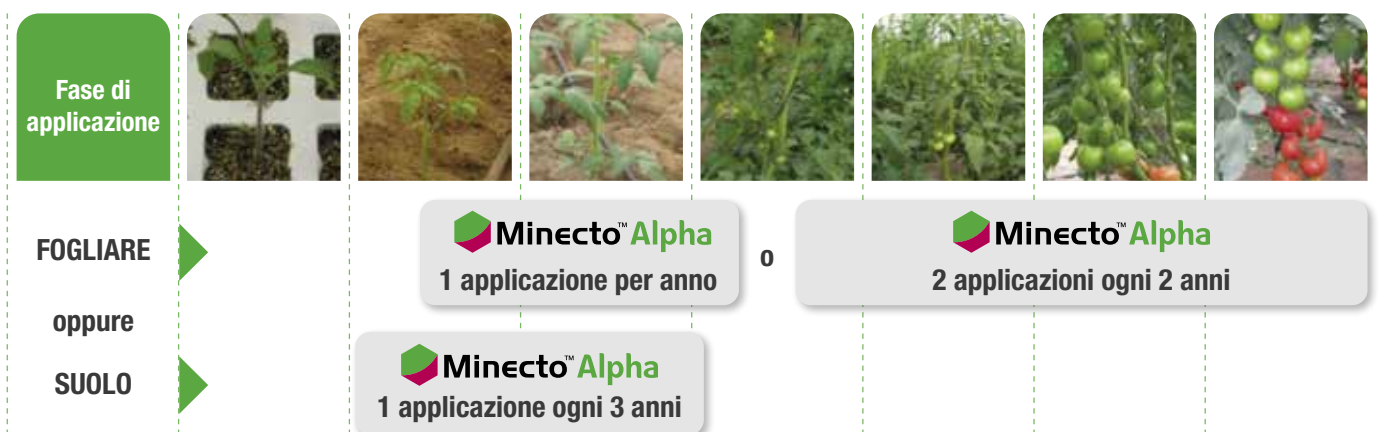 Fase di
applicazione
FOGLIARE
Minecto™ Alpha
1 applicazione per anno
o
Minecto™ Alpha
2 applicazioni ogni 2 anni
oppure
SUOLO
Minecto™ Alpha
1 applicazione ogni 3 anni